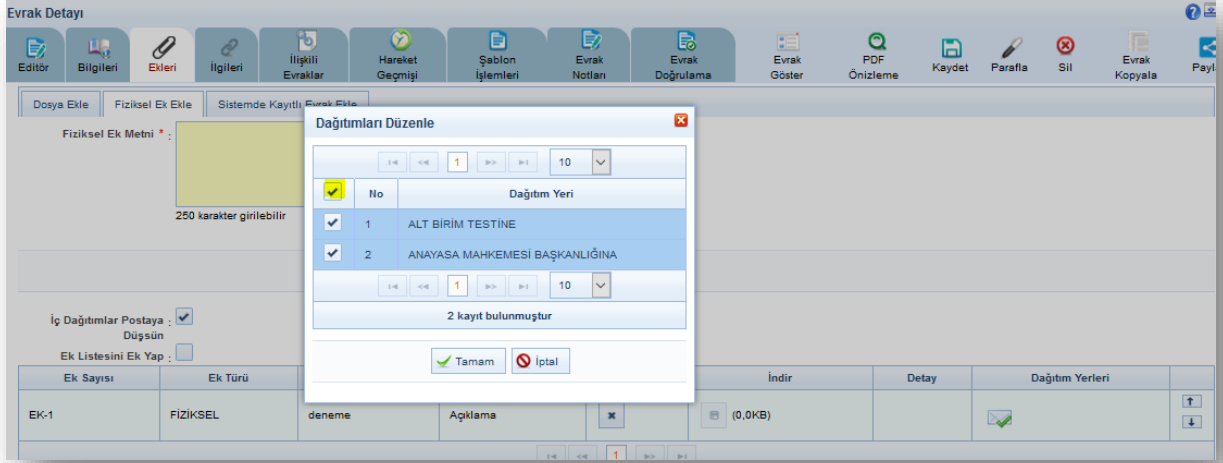 Evrak Detayı
Editör
Bilgileri
Ekleri
İlgileri
İlişkili
Evraklar
Hareket
Geçmişi
Şablon
İşlemleri
Evrak
Notları
Evrak
Doğrulama
Evrak
Göster
PDF
Önizleme
Kaydet
Parafla
Sil
Evrak
Kopyala
Dosya Ekle
Fiziksel Ek Ekle
Sistemde Kayıtlı Evrak Ekle
Fiziksel Ek Metni * :
250 karakter girilebilir
Dağıtımları Düzenle
1 10
No Dağıtım Yeri
1 ALT BİRİM TESTİNE
2 ANAYASA MAHKEMESİ BAŞKANLIĞINA
1 10
2 kayıt bulunmuştur
Tamam İptal
İç Dağıtımlar Postaya :
Düşsün
Ek Listesini Ek Yap :
Ek Sayısı Ek Türü İndir Detay Dağıtım Yerleri
EK-1 FİZİKSEL deneme Açıklama (0,0KB)
1